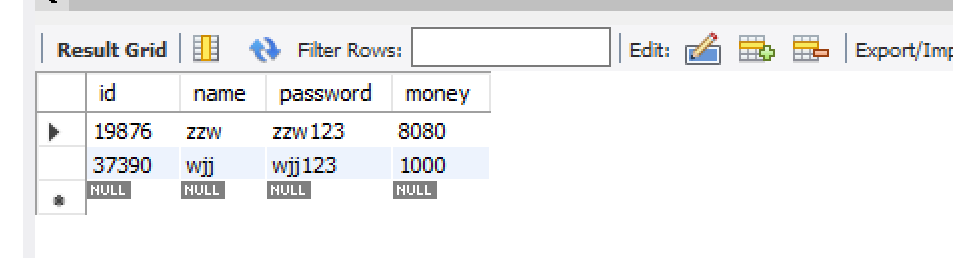 Result Grid Filter Rows: Edit: Export/Imp
id name password money
19876 zzw zzw123 8080
37390 wjj wjj123 1000
NULL NULL NULL NULL